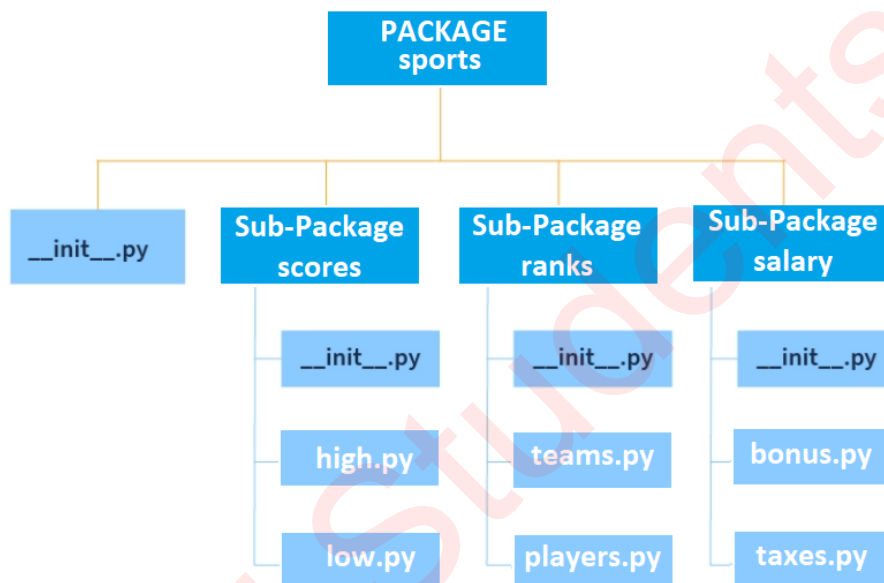 PACKAGE
sports
__init__.py
Sub-Package
scores
Sub-Package
ranks
Sub-Package
salary
__init__.py
__init__.py
__init__.py
high.py
teams.py
bonus.py
low.py
players.py
taxes.py
Students